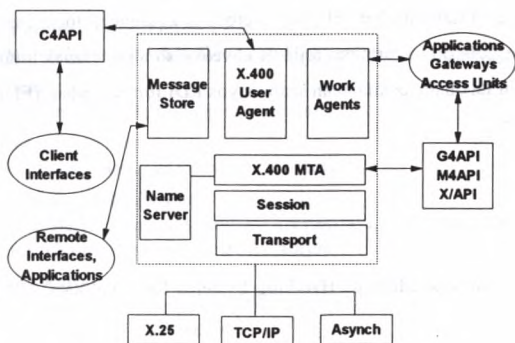 C4API
Message
Store
X.400
User
Agent
Work
Agents
Applications
Gateways
Access Units
Client
Interfaces
Name
Server
X.400 MTA
Session
Transport
G4API
M4API
X/API
Remote
Interfaces,
Applications
X.25
TCP/IP
Asynch